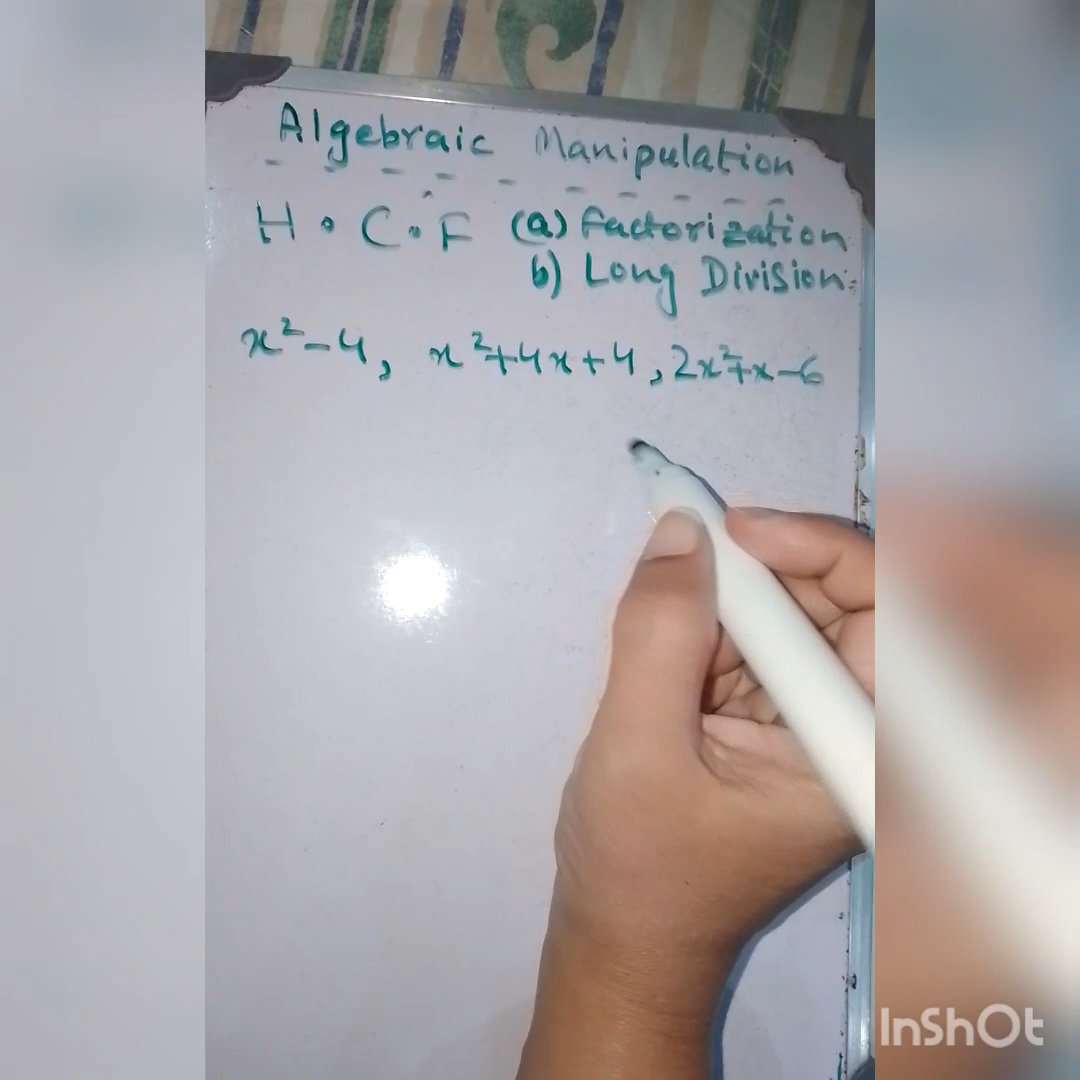 Algebraic Manipulation
H.C.F (a) Factorization
b) Long Division:
x²-4, x²+4x+4, 2x²+x-6
InShOt